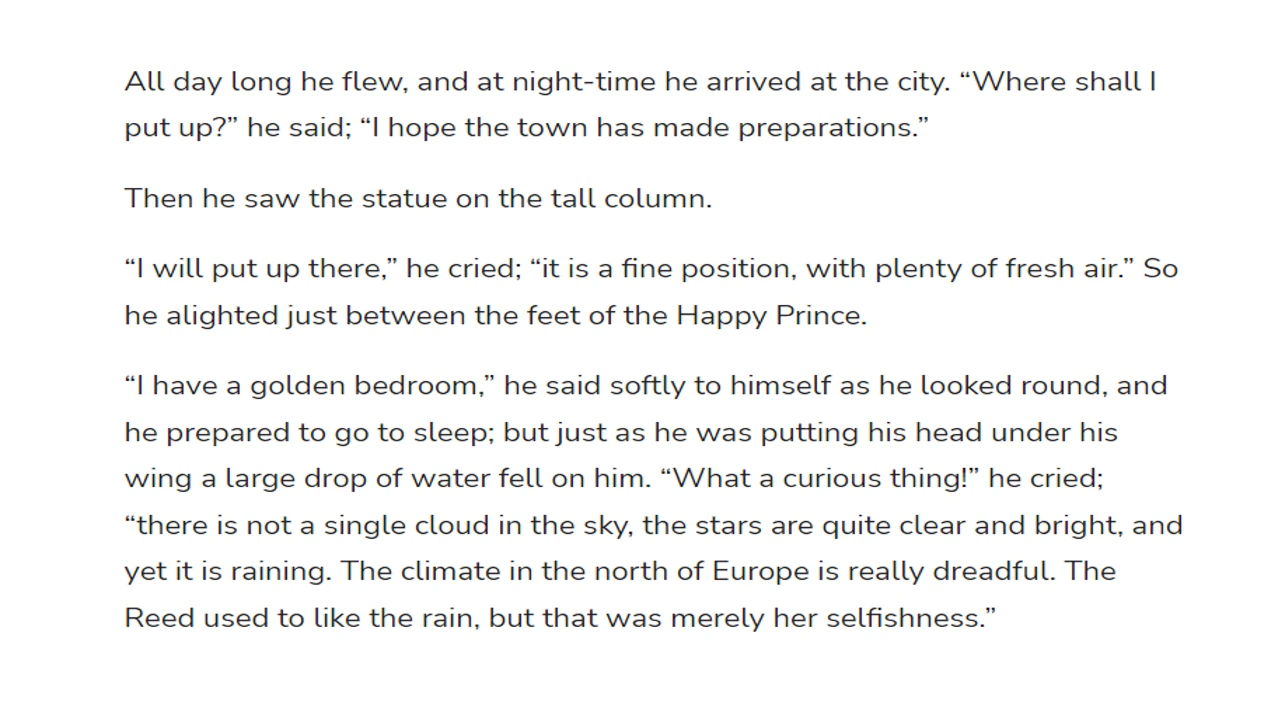 All day long he flew, and at night-time he arrived at the city. “Where shall I
put up?” he said; “I hope the town has made preparations.”
Then he saw the statue on the tall column.
“I will put up there,” he cried; “it is a fine position, with plenty of fresh air.” So
he alighted just between the feet of the Happy Prince.
“I have a golden bedroom,” he said softly to himself as he looked round, and
he prepared to go to sleep; but just as he was putting his head under his
wing a large drop of water fell on him. “What a curious thing!” he cried;
“there is not a single cloud in the sky, the stars are quite clear and bright, and
yet it is raining. The climate in the north of Europe is really dreadful. The
Reed used to like the rain, but that was merely her selfishness.”